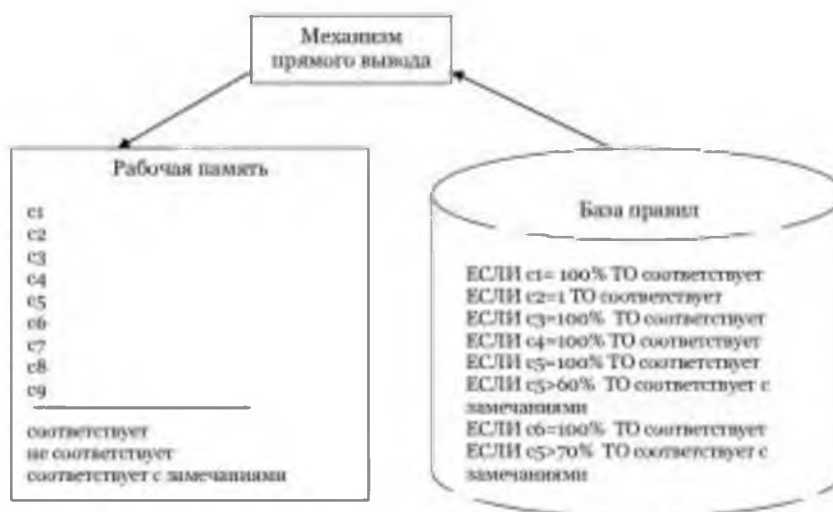 Механизм
прямого вывода
Рабочая память
c1
c2
c3
c4
c5
c6
c7
c8
c9
соответствует
не соответствует
соответствует с замечаниями
База правил
ЕСЛИ c1= 100% ТО соответствует
ЕСЛИ c2=1 ТО соответствует
ЕСЛИ c3=100% ТО соответствует
ЕСЛИ c4=100% ТО соответствует
ЕСЛИ c5=100% ТО соответствует
ЕСЛИ c5>60% ТО соответствует с
замечаниями
ЕСЛИ c6=100% ТО соответствует
ЕСЛИ c5>70% ТО соответствует с
замечаниями